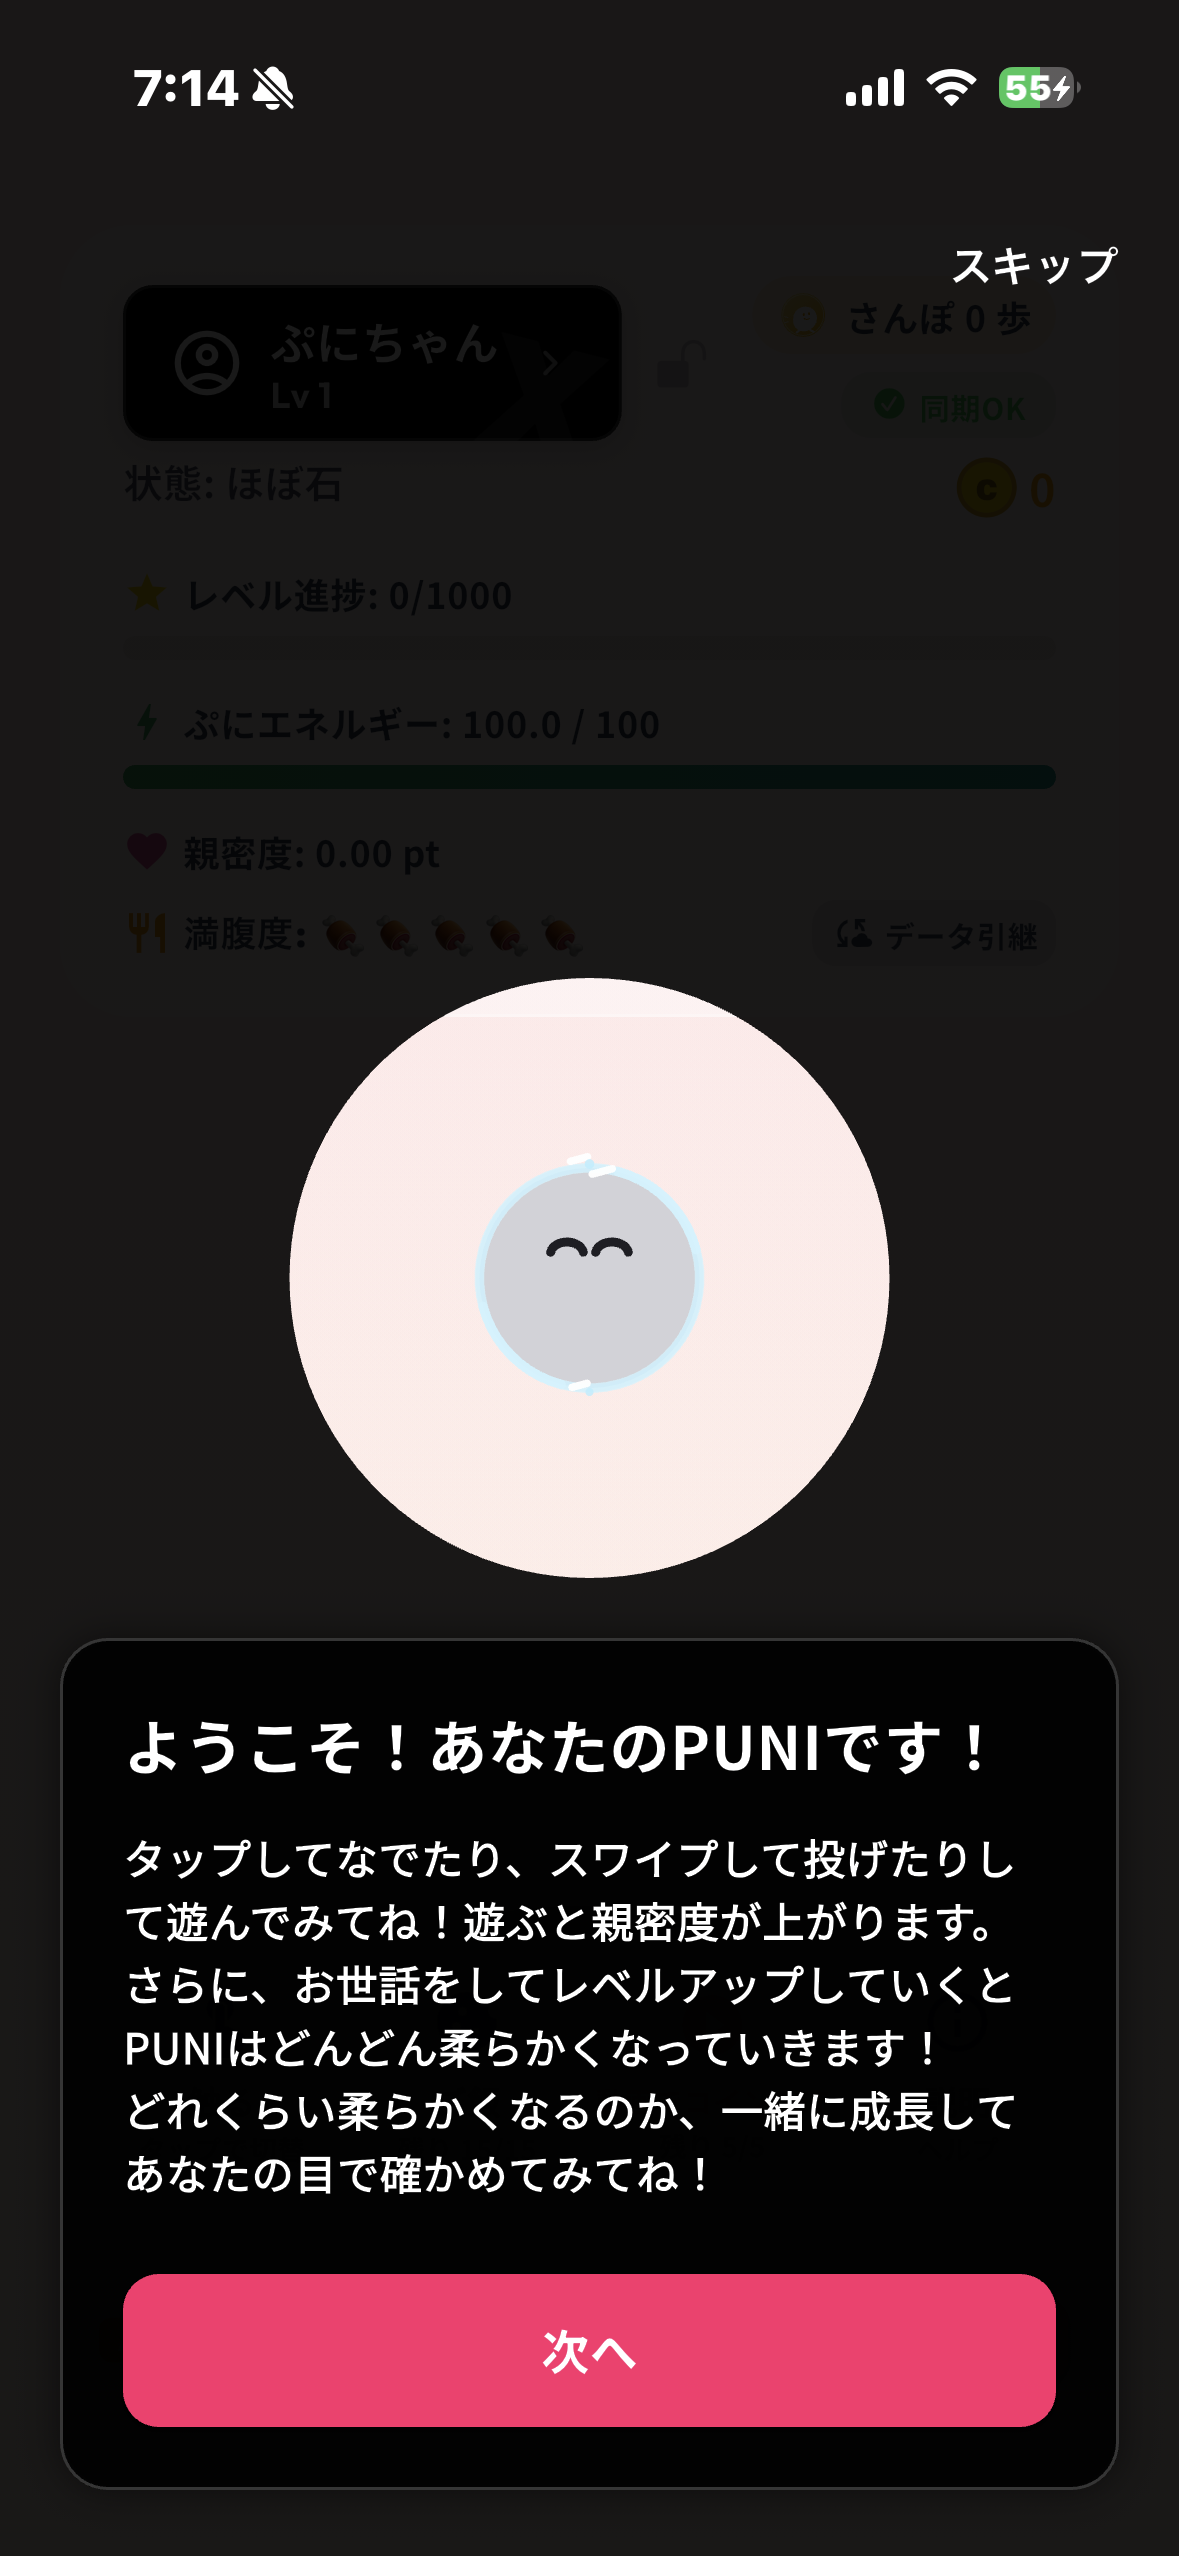 7:14
55
スキップ
ぷにちゃん
Lv 1
さんぽ 0 歩
同期OK
状態: ほぼ石
C 0
レベル進捗: 0/1000
ぷにエネルギー: 100.0 / 100
親密度: 0.00 pt
満腹度:
データ引継
ようこそ！あなたのPUNIです！
タップしてなでたり、スワイプして投げたりし
て遊んでみてね！遊ぶと親密度が上がります。
さらに、お世話をしてレベルアップしていくと
PUNIはどんどん柔らかくなっていきます！
どれくらい柔らかくなるのか、一緒に成長して
あなたの目で確かめてみてね！
次へ